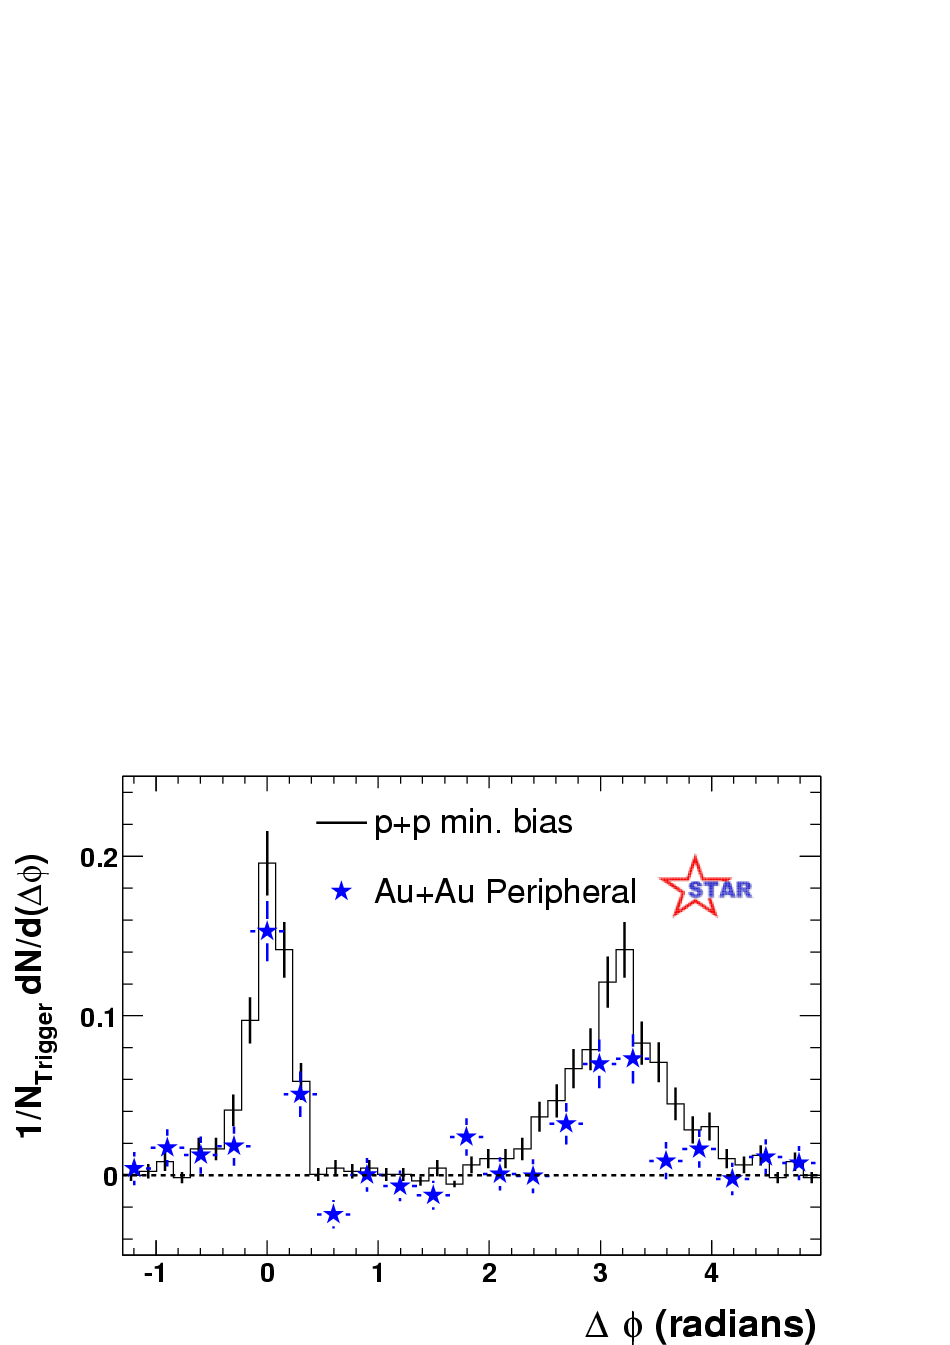 p+p min. bias
Au+Au Peripheral
STAR
1/N_Trigger dN/d(Δϕ)
0.2
0.1
0
-1 0 1 2 3 4
Δ ϕ (radians)